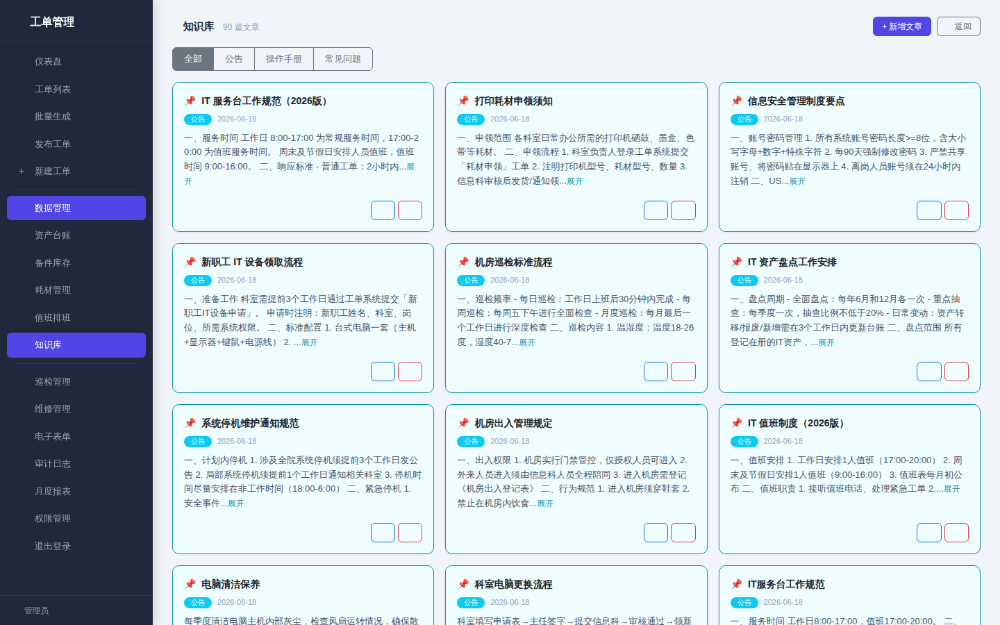 工单管理
仪表盘
工单列表
批量生成
发布工单
+ 新建工单
数据管理
资产台账
备件库存
耗材管理
值班排班
知识库
巡检管理
维修管理
电子表单
审计日志
月度报表
权限管理
退出登录
管理员
知识库 90 篇文章
+ 新增文章 返回
全部 公告 操作手册 常见问题
📌 IT 服务台工作规范（2026版）
公告 2026-06-18
一、服务时间 工作日 8:00-17:00 为常规服务时间，17:00-2
0:00 为值班服务时间。 周末及节假日安排人员值班，值班
时间 9:00-16:00。 二、响应标准 - 普通工单：2小时内...展
开
📌 打印耗材申领须知
公告 2026-06-18
一、申领范围 各科室日常办公所需的打印机硒鼓、墨盒、色
带等耗材。 二、申领流程 1. 科室负责人登录工单系统提交
「耗材申领」工单 2. 注明打印机型号、耗材型号、数量 3.
信息科审核后发货/通知领...展开
📌 信息安全管理制度要点
公告 2026-06-18
一、账号密码管理 1. 所有系统账号密码长度>=8位，含大小
写字母+数字+特殊字符 2. 每90天强制修改密码 3. 严禁共享
账号、将密码贴在显示器上 4. 离岗人员账号须在24小时内
注销 二、US...展开
📌 新职工 IT 设备领取流程
公告 2026-06-18
一、准备工作 科室需提前3个工作日通过工单系统提交「新
职工IT设备申请」。 申请时注明：新职工姓名、科室、岗
位、所需系统权限。 二、标准配置 1. 台式电脑一套（主机
+显示器+键鼠+电源线） 2. ...展开
📌 机房巡检标准流程
公告 2026-06-18
一、巡检频率 - 每日巡检：工作日上班后30分钟内完成 - 每
周巡检：每周五下午进行全面检查 - 月度巡检：每月最后一
个工作日进行深度检查 二、巡检内容 1. 温湿度：温度18-26
度，湿度40-7...展开
📌 IT 资产盘点工作安排
公告 2026-06-18
一、盘点周期 - 全面盘点：每年6月和12月各一次 - 重点抽
查：每季度一次，抽查比例不低于20% - 日常变动：资产转
移/报废/新增需在3个工作日内更新台账 二、盘点范围 所有
登记在册的IT资产，...展开
📌 系统停机维护通知规范
公告 2026-06-18
一、计划内停机 1. 涉及全院系统停机须提前3个工作日发公
告 2. 局部系统停机须提前1个工作日通知相关科室 3. 停机时
间尽量安排在非工作时间（18:00-6:00） 二、紧急停机 1.
安全事件...展开
📌 机房出入管理规定
公告 2026-06-18
一、出入权限 1. 机房实行门禁管控，仅授权人员可进入 2.
外来人员进入须由信息科人员全程陪同 3. 进入机房需登记
《机房出入登记表》 二、行为规范 1. 进入机房须穿鞋套 2.
禁止在机房内饮食...展开
📌 IT 值班制度（2026版）
公告 2026-06-18
一、值班安排 1. 工作日安排1人值班（17:00-20:00） 2. 周
末及节假日安排1人值班（9:00-16:00） 3. 值班表每月初公
布 二、值班职责 1. 接听值班电话、处理紧急工单 2....展开
📌 电脑清洁保养
公告 2026-06-18
每季度清洁电脑主机内部灰尘，检查风扇运转情况，确保散
📌 科室电脑更换流程
公告 2026-06-18
科室填写申请表→主任签字→提交信息科→审核通过→领新
📌 IT服务台工作规范
公告 2026-06-18
一、服务时间 工作日8:00-17:00，值班17:00-20:00。 二、